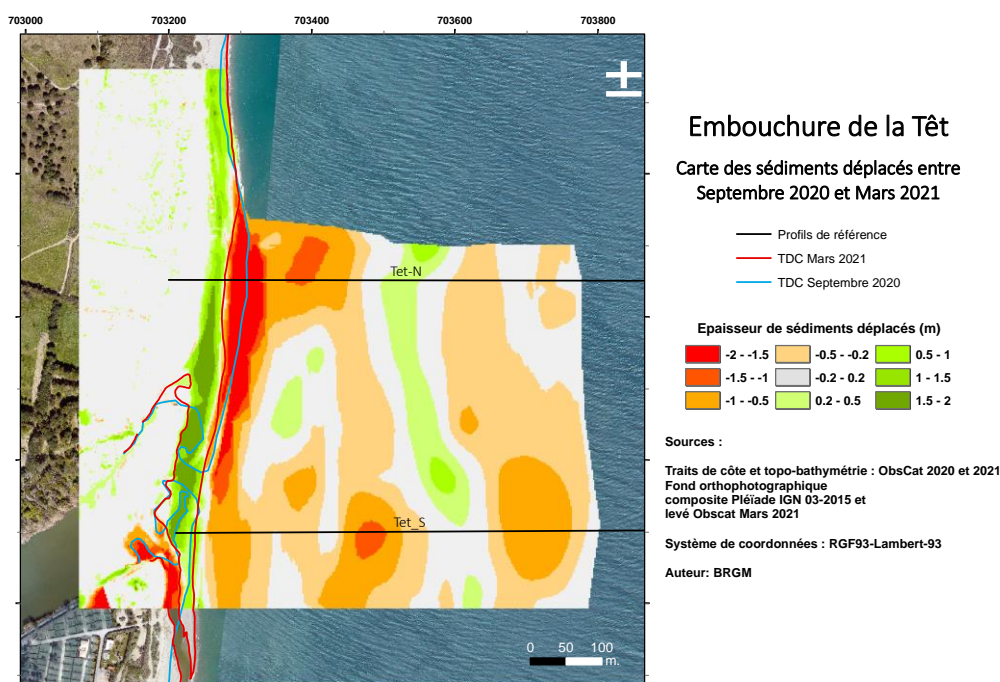 703000 703200 703400 703600 703800
Tet-N
Tet_S
0 50 100
m.
Embouchure de la Têt
Carte des sédiments déplacés entre
Septembre 2020 et Mars 2021
Profils de référence
TDC Mars 2021
TDC Septembre 2020
Epaisseur de sédiments déplacés (m)
-2 - -1.5 -0.5 - -0.2 0.5 - 1
-1.5 - -1 -0.2 - 0.2 1 - 1.5
-1 - -0.5 0.2 - 0.5 1.5 - 2
Sources :
Traits de côte et topo-bathymétrie : ObsCat 2020 et 2021
Fond orthophotographique
composite Pléïade IGN 03-2015 et
levé Obscat Mars 2021
Système de coordonnées : RGF93-Lambert-93
Auteur: BRGM